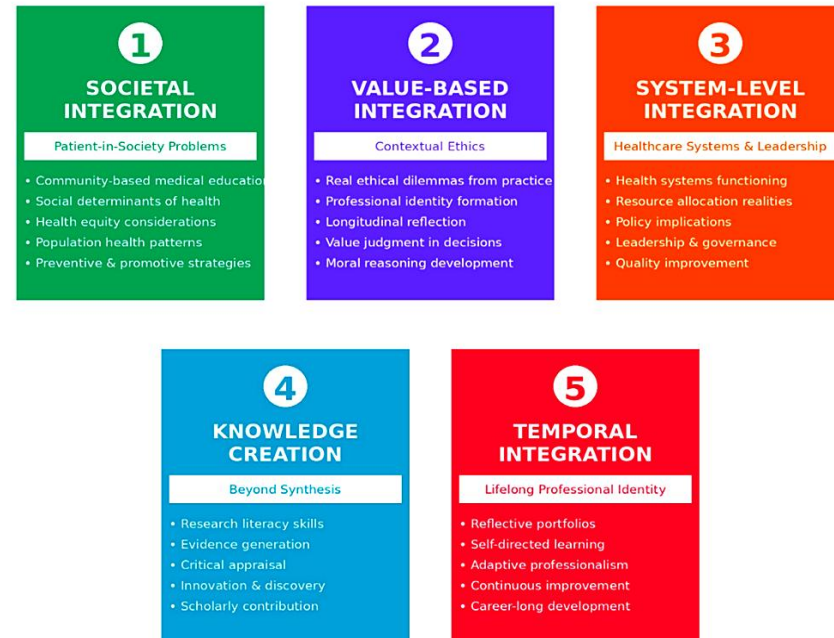 1
SOCIETAL
INTEGRATION
Patient-in-Society Problems
• Community-based medical education
• Social determinants of health
• Health equity considerations
• Population health patterns
• Preventive & promotive strategies
2
VALUE-BASED
INTEGRATION
Contextual Ethics
• Real ethical dilemmas from practice
• Professional identity formation
• Longitudinal reflection
• Value judgment in decisions
• Moral reasoning development
3
SYSTEM-LEVEL
INTEGRATION
Healthcare Systems & Leadership
• Health systems functioning
• Resource allocation realities
• Policy implications
• Leadership & governance
• Quality improvement
4
KNOWLEDGE
CREATION
Beyond Synthesis
• Research literacy skills
• Evidence generation
• Critical appraisal
• Innovation & discovery
• Scholarly contribution
5
TEMPORAL
INTEGRATION
Lifelong Professional Identity
• Reflective portfolios
• Self-directed learning
• Adaptive professionalism
• Continuous improvement
• Career-long development